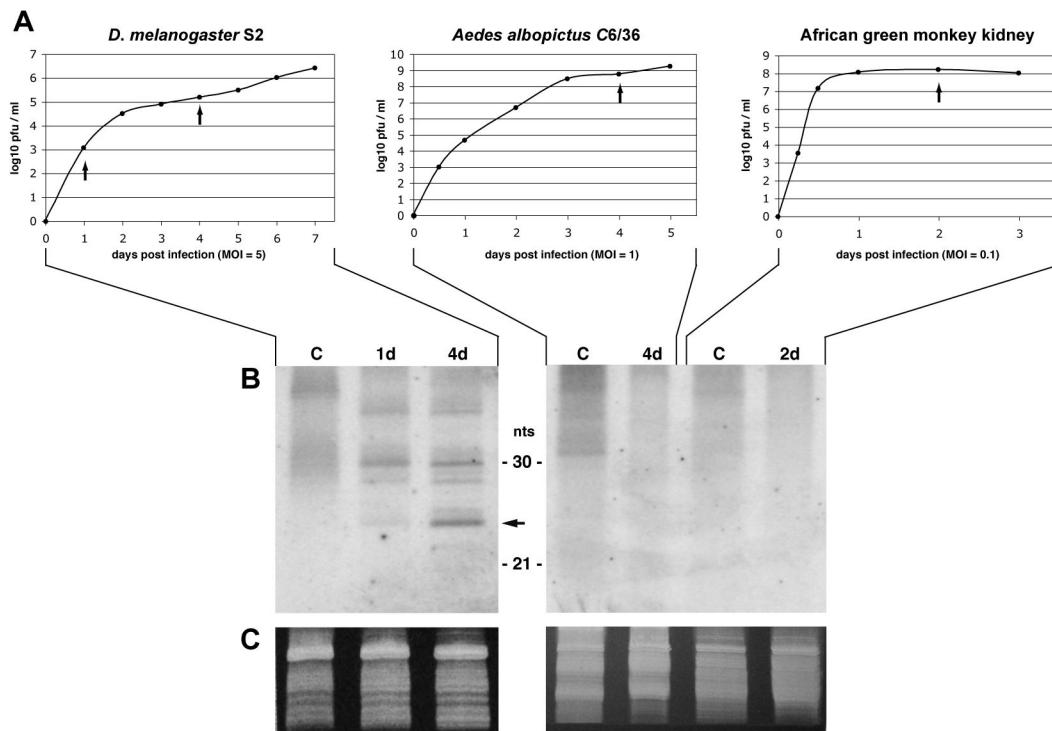 A
D. melanogaster S2
Aedes albopictus C6/36
African green monkey kidney
log10 pfu / ml
7
6
5
4
3
2
1
0
0 1 2 3 4 5 6 7
days post infection (MOI = 5)
log10 pfu / ml
10
9
8
7
6
5
4
3
2
1
0
0 1 2 3 4 5
days post infection (MOI = 1)
log10 pfu / ml
9
8
7
6
5
4
3
2
1
0
0 1 2 3
days post infection (MOI = 0.1)
B
C 1d 4d
C 4d C 2d
nts
- 30 -
- 21 -
C